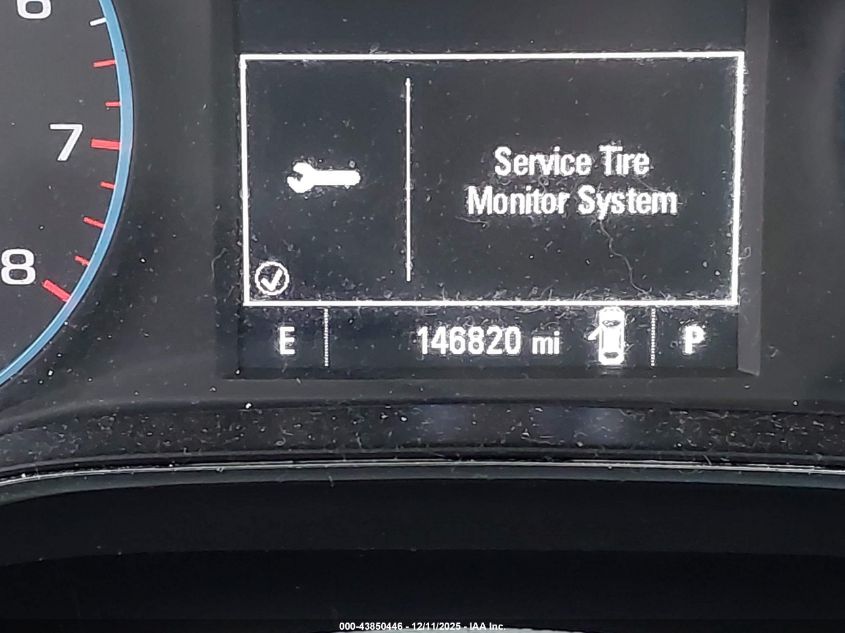 6
7
8
Service Tire
Monitor System
E 146820 mi P
000-43850446 - 12/11/2025 - IAA Inc.